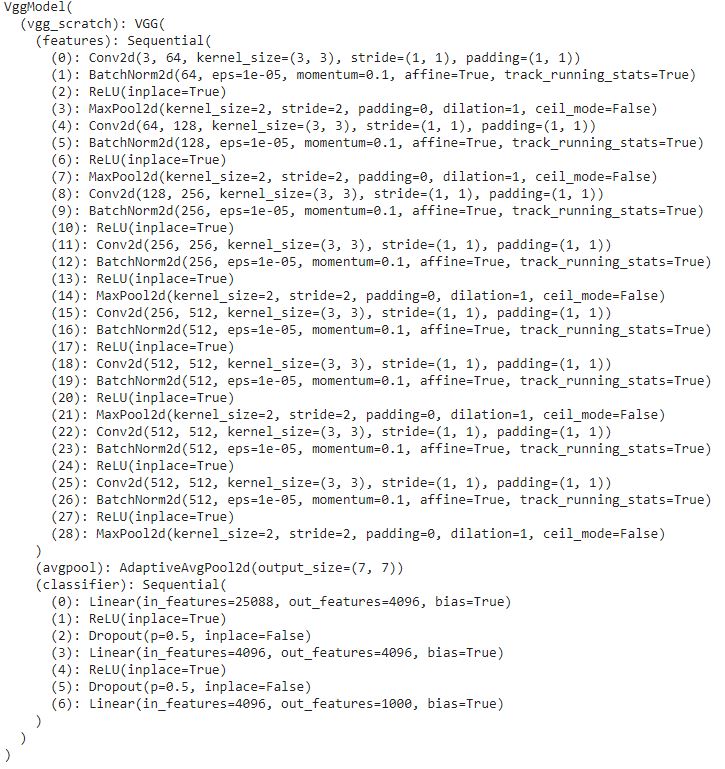 VggModel(
  (vgg_scratch): VGG(
    (features): Sequential(
      (0): Conv2d(3, 64, kernel_size=(3, 3), stride=(1, 1), padding=(1, 1))
      (1): BatchNorm2d(64, eps=1e-05, momentum=0.1, affine=True, track_running_stats=True)
      (2): ReLU(inplace=True)
      (3): MaxPool2d(kernel_size=2, stride=2, padding=0, dilation=1, ceil_mode=False)
      (4): Conv2d(64, 128, kernel_size=(3, 3), stride=(1, 1), padding=(1, 1))
      (5): BatchNorm2d(128, eps=1e-05, momentum=0.1, affine=True, track_running_stats=True)
      (6): ReLU(inplace=True)
      (7): MaxPool2d(kernel_size=2, stride=2, padding=0, dilation=1, ceil_mode=False)
      (8): Conv2d(128, 256, kernel_size=(3, 3), stride=(1, 1), padding=(1, 1))
      (9): BatchNorm2d(256, eps=1e-05, momentum=0.1, affine=True, track_running_stats=True)
      (10): ReLU(inplace=True)
      (11): Conv2d(256, 256, kernel_size=(3, 3), stride=(1, 1), padding=(1, 1))
      (12): BatchNorm2d(256, eps=1e-05, momentum=0.1, affine=True, track_running_stats=True)
      (13): ReLU(inplace=True)
      (14): MaxPool2d(kernel_size=2, stride=2, padding=0, dilation=1, ceil_mode=False)
      (15): Conv2d(256, 512, kernel_size=(3, 3), stride=(1, 1), padding=(1, 1))
      (16): BatchNorm2d(512, eps=1e-05, momentum=0.1, affine=True, track_running_stats=True)
      (17): ReLU(inplace=True)
      (18): Conv2d(512, 512, kernel_size=(3, 3), stride=(1, 1), padding=(1, 1))
      (19): BatchNorm2d(512, eps=1e-05, momentum=0.1, affine=True, track_running_stats=True)
      (20): ReLU(inplace=True)
      (21): MaxPool2d(kernel_size=2, stride=2, padding=0, dilation=1, ceil_mode=False)
      (22): Conv2d(512, 512, kernel_size=(3, 3), stride=(1, 1), padding=(1, 1))
      (23): BatchNorm2d(512, eps=1e-05, momentum=0.1, affine=True, track_running_stats=True)
      (24): ReLU(inplace=True)
      (25): Conv2d(512, 512, kernel_size=(3, 3), stride=(1, 1), padding=(1, 1))
      (26): BatchNorm2d(512, eps=1e-05, momentum=0.1, affine=True, track_running_stats=True)
      (27): ReLU(inplace=True)
      (28): MaxPool2d(kernel_size=2, stride=2, padding=0, dilation=1, ceil_mode=False)
    )
    (avgpool): AdaptiveAvgPool2d(output_size=(7, 7))
    (classifier): Sequential(
      (0): Linear(in_features=25088, out_features=4096, bias=True)
      (1): ReLU(inplace=True)
      (2): Dropout(p=0.5, inplace=False)
      (3): Linear(in_features=4096, out_features=4096, bias=True)
      (4): ReLU(inplace=True)
      (5): Dropout(p=0.5, inplace=False)
      (6): Linear(in_features=4096, out_features=1000, bias=True)
    )
  )
)